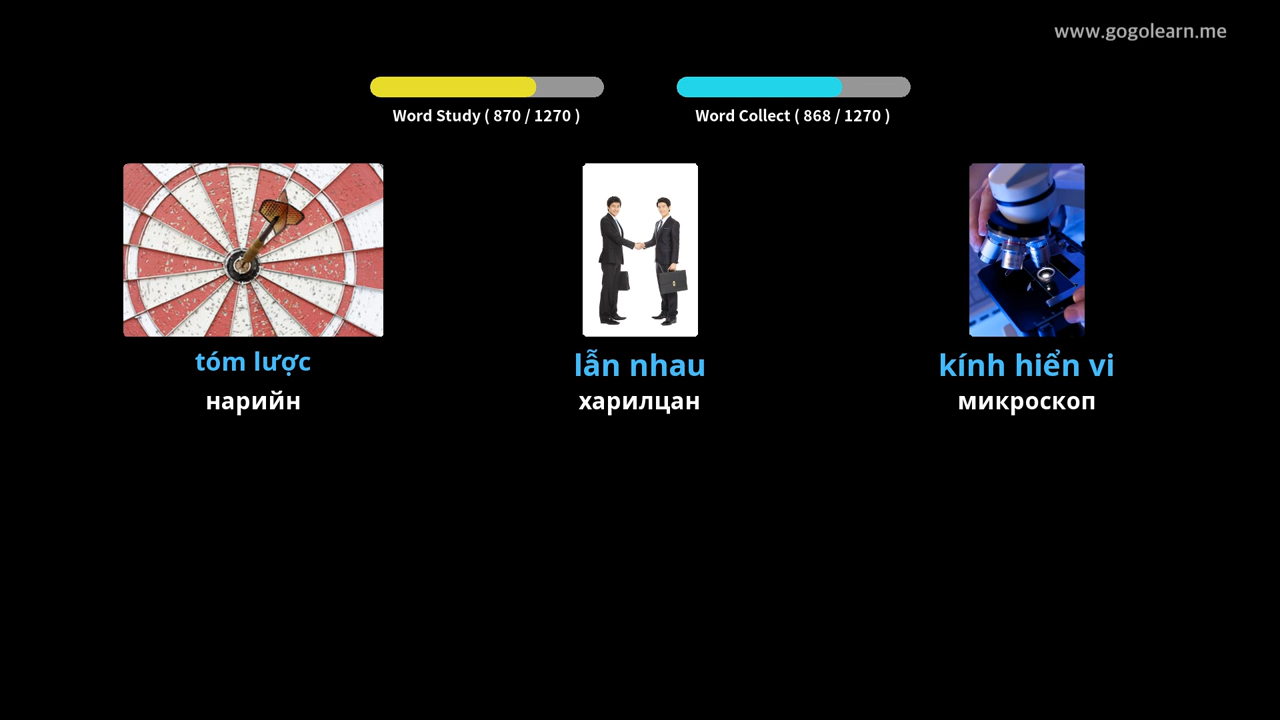 www.gogolearn.me
Word Study ( 870 / 1270 )
Word Collect ( 868 / 1270 )
tóm lược
нарийн
lẫn nhau
харилцан
kính hiển vi
микроскоп